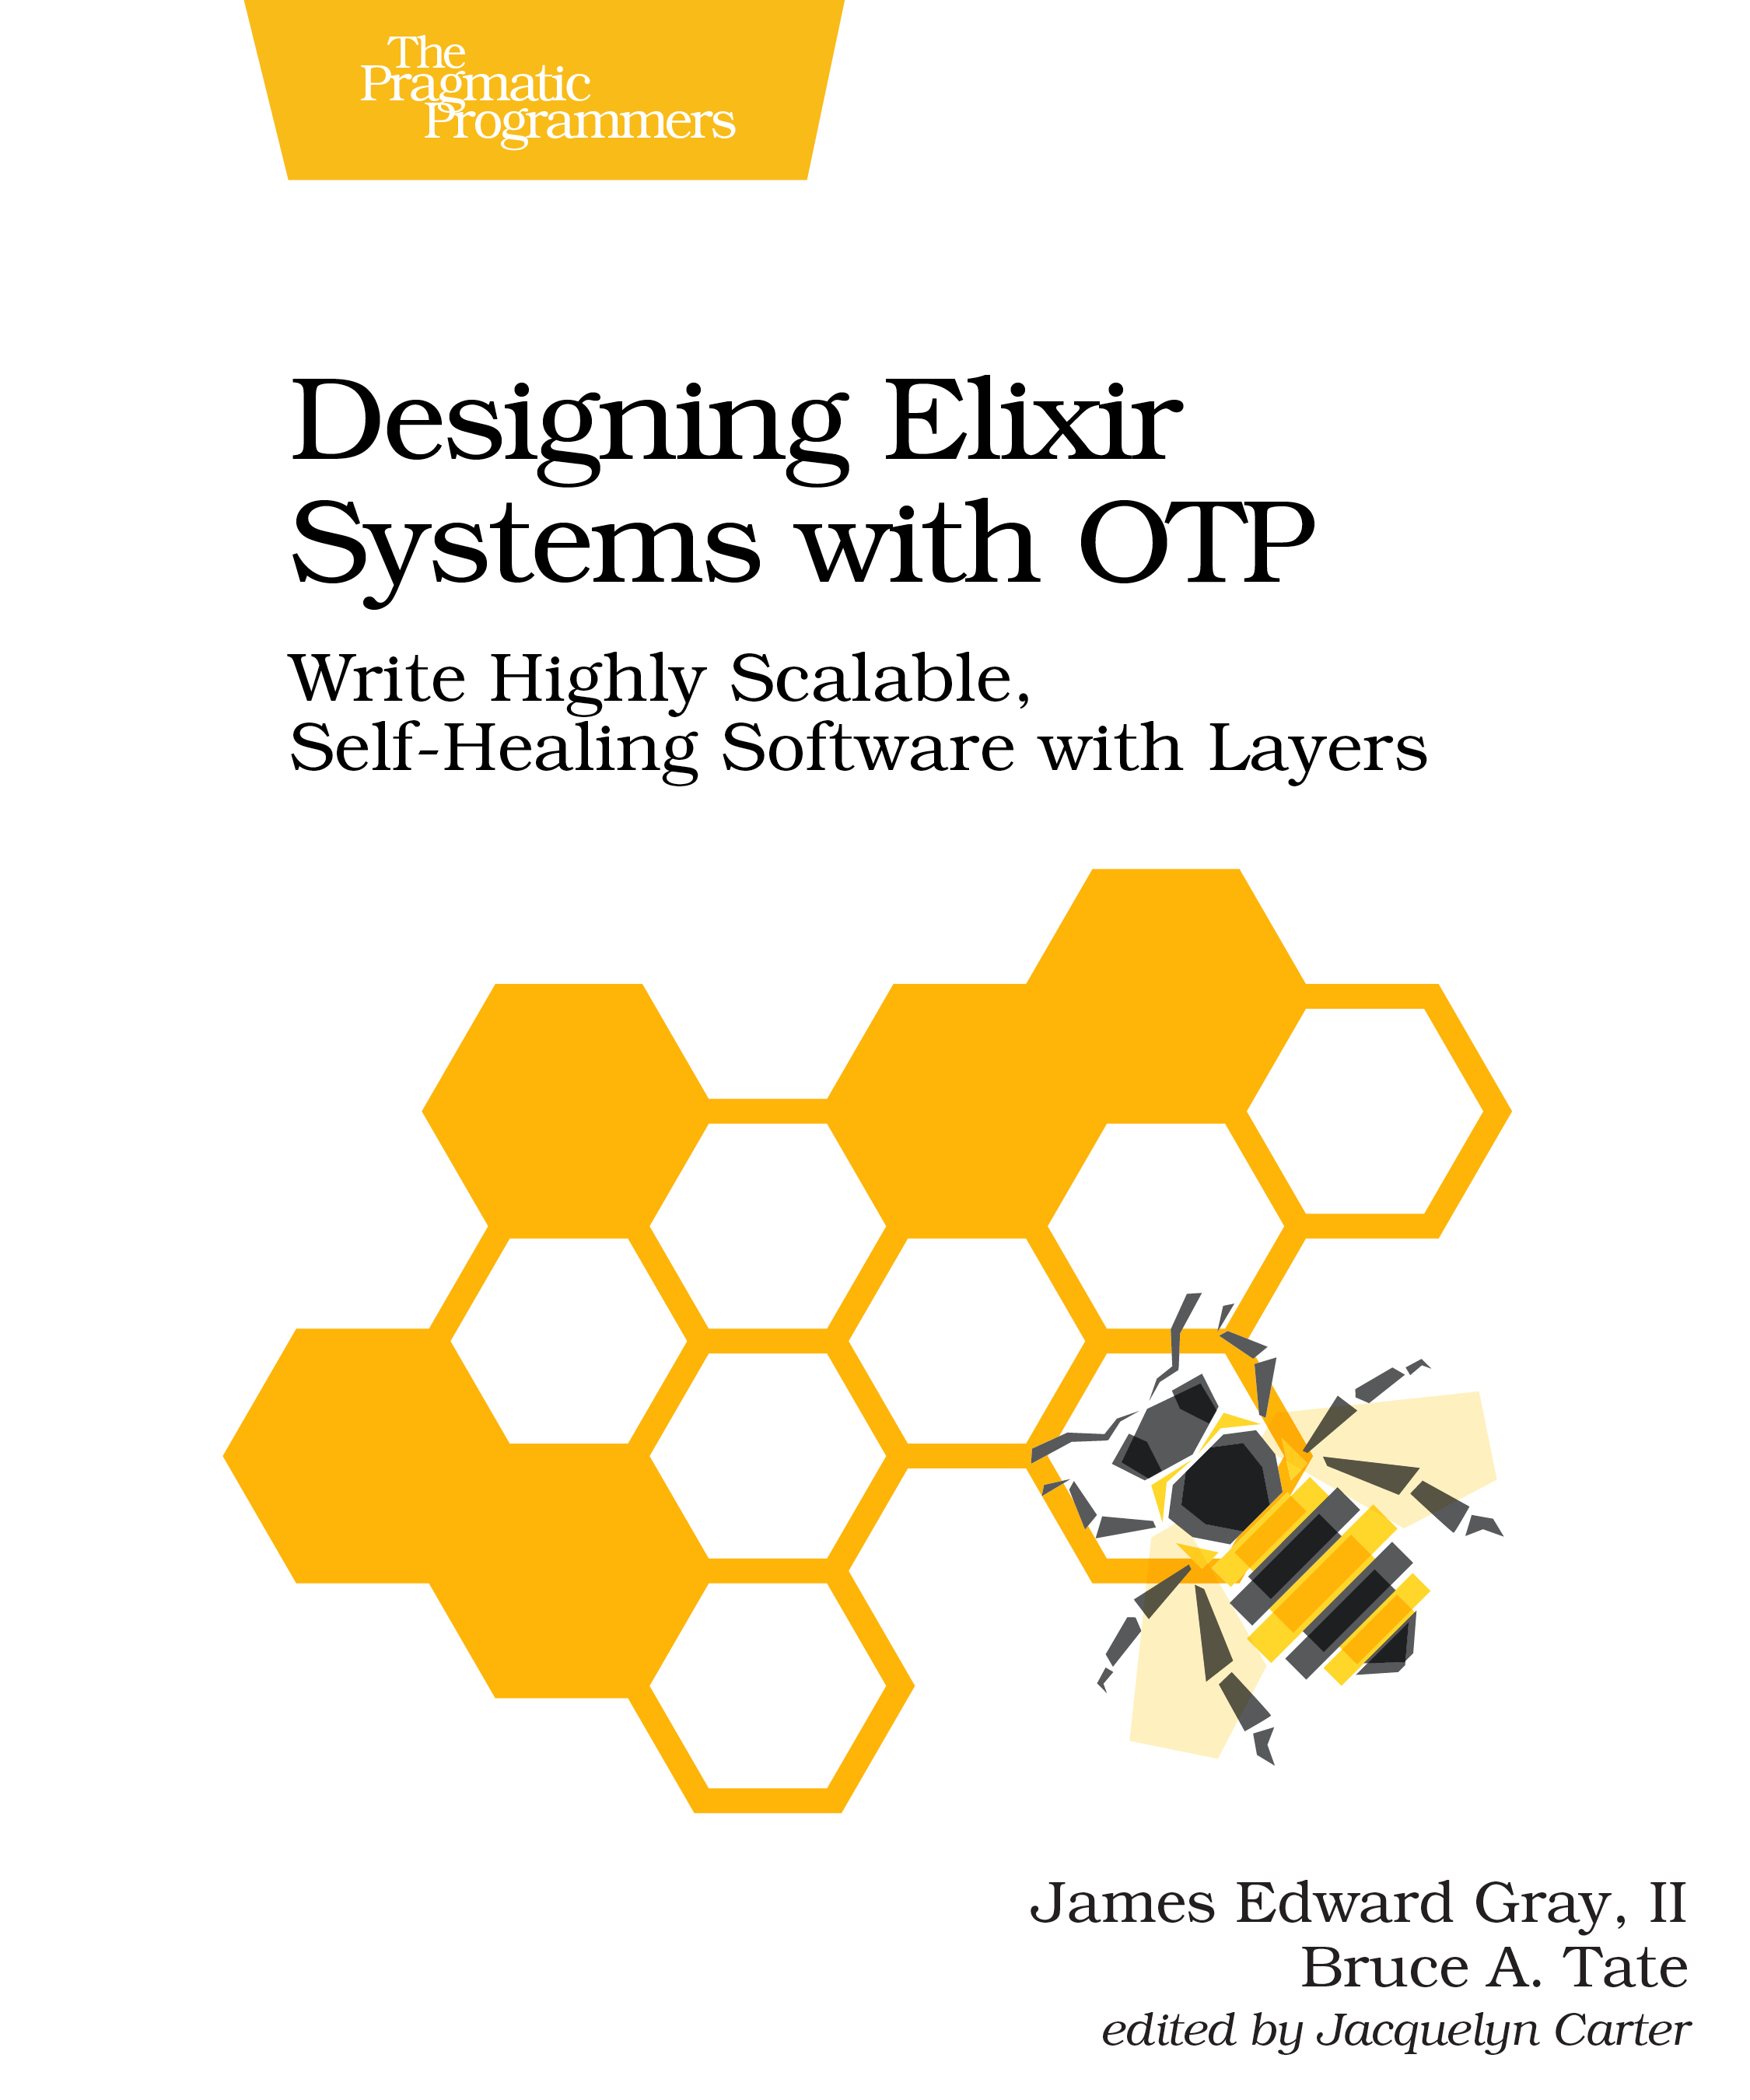 The
Pragmatic
Programmers
Designing Elixir
Systems with OTP
Write Highly Scalable,
Self-Healing Software with Layers
James Edward Gray, II
Bruce A. Tate
edited by Jacquelyn Carter